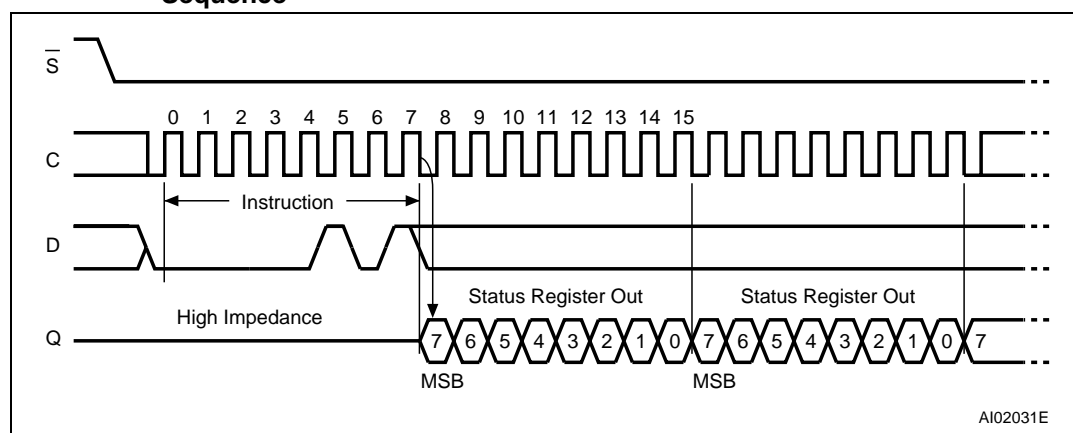 Sequence
S
0 1 2 3 4 5 6 7 8 9 10 11 12 13 14 15
C
Instruction
D
Status Register Out Status Register Out
High Impedance
Q 7 6 5 4 3 2 1 0 7 6 5 4 3 2 1 0 7
MSB MSB
AI02031E